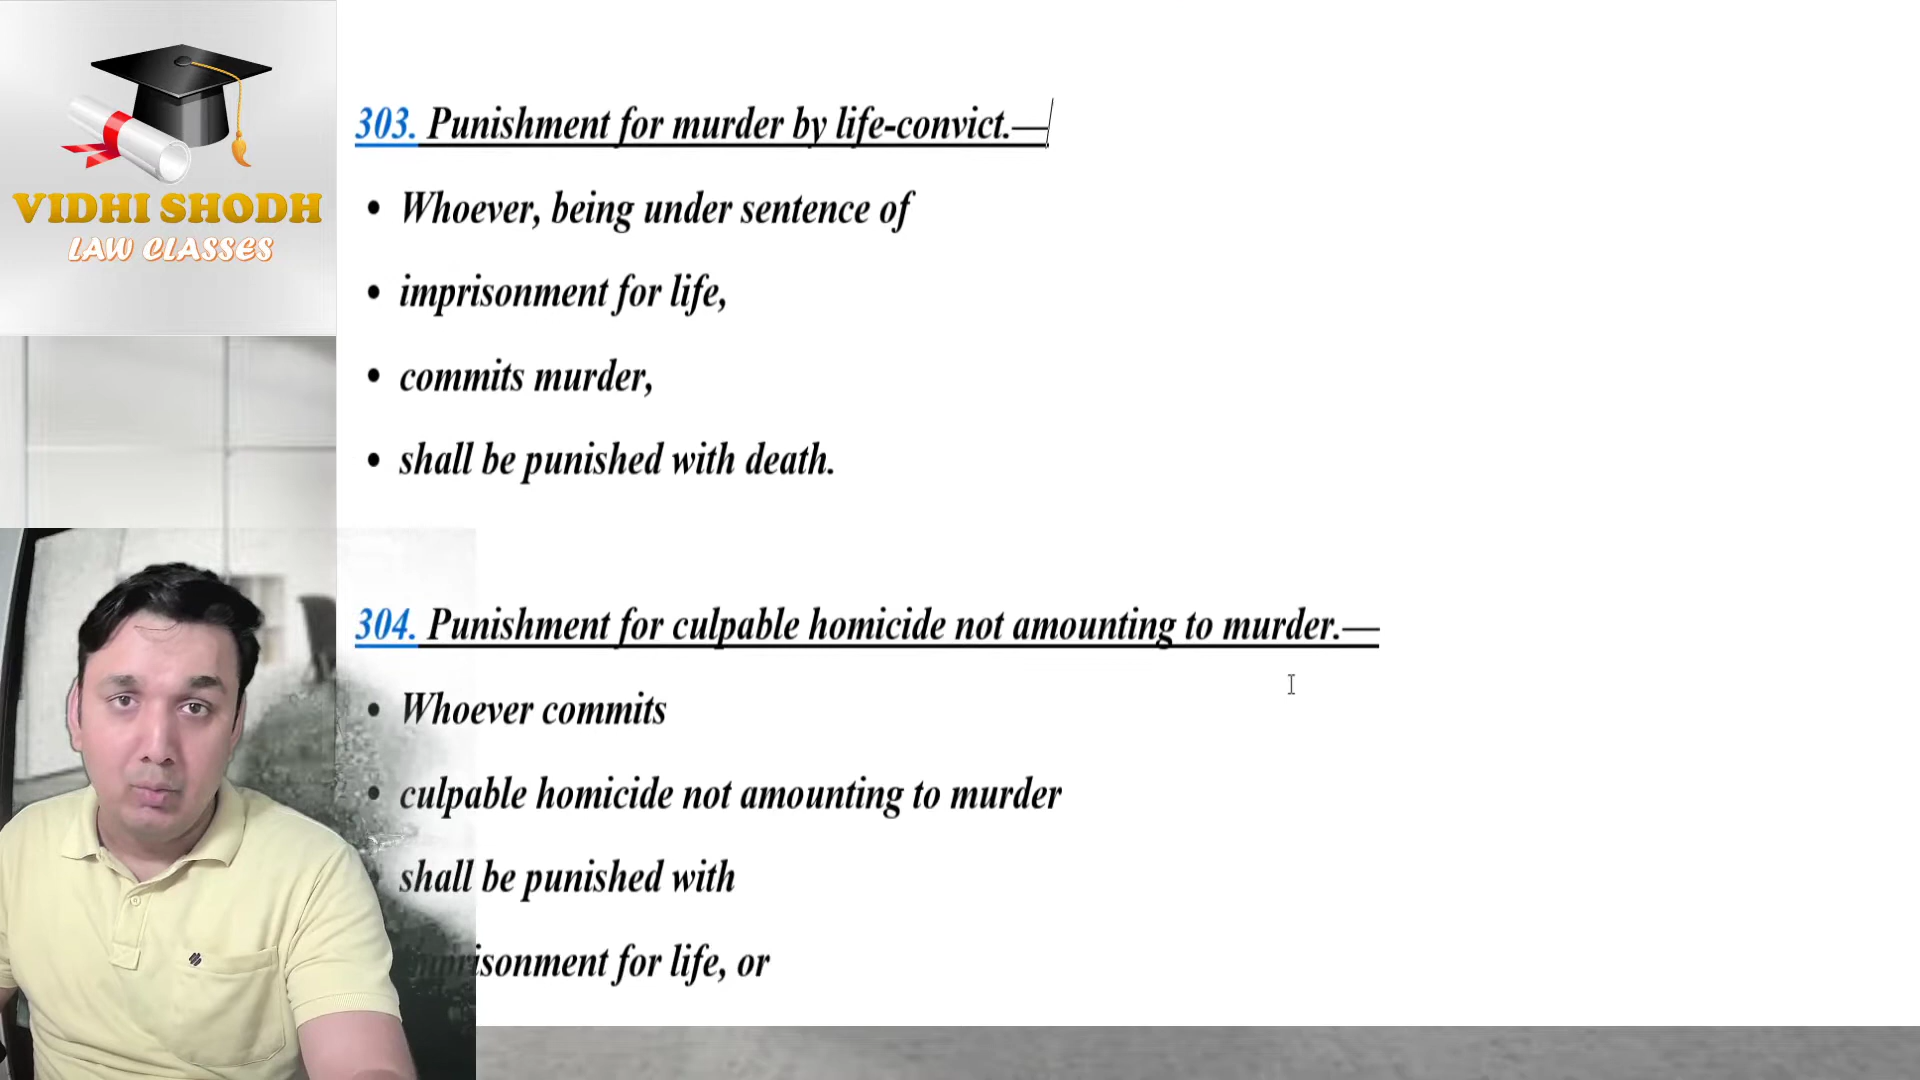 VIDHI SHODH
LAW CLASSES
303. Punishment for murder by life-convict.—
• Whoever, being under sentence of
• imprisonment for life,
• commits murder,
• shall be punished with death.
304. Punishment for culpable homicide not amounting to murder.—
• Whoever commits
• culpable homicide not amounting to murder
shall be punished with
imprisonment for life, or